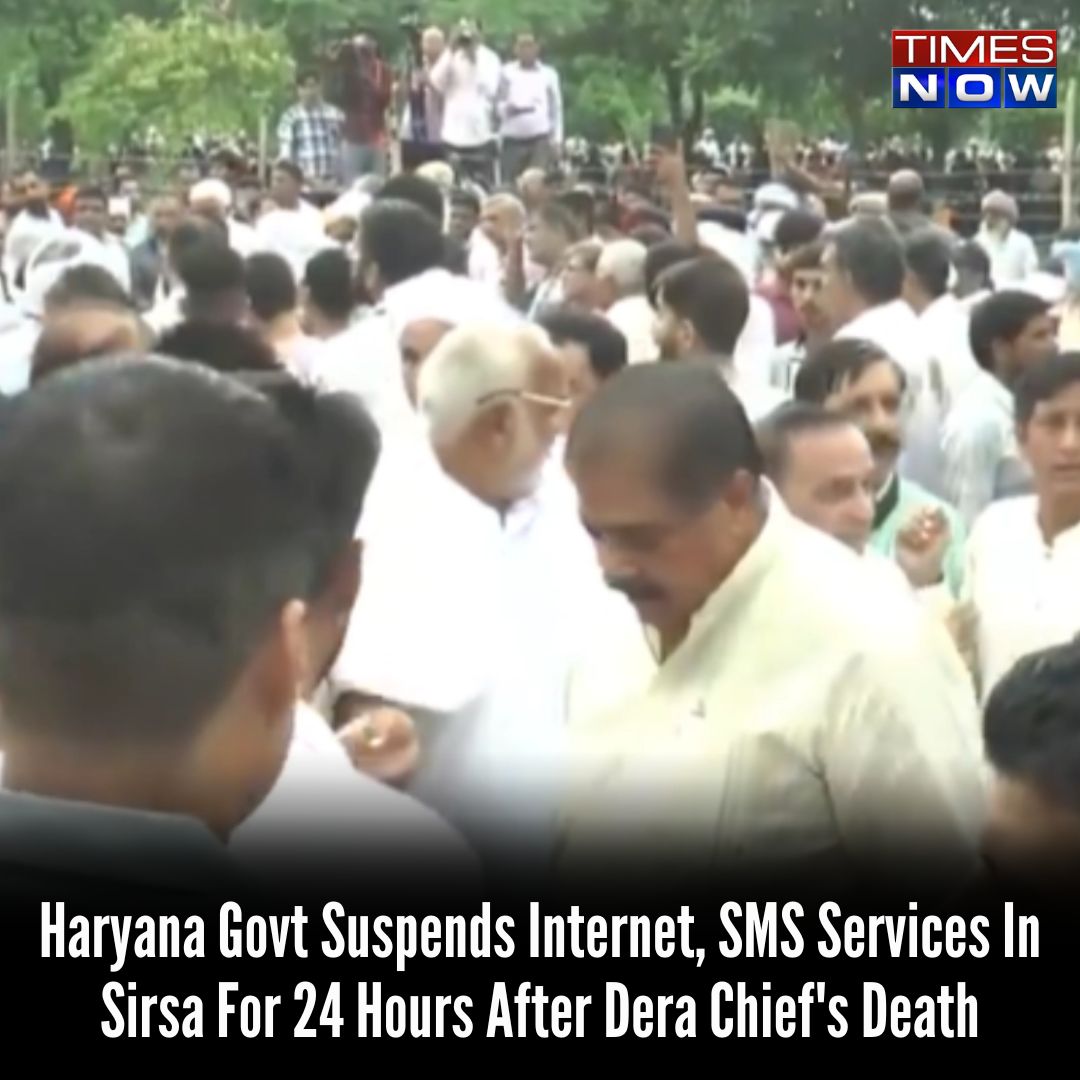 TIMES
NOW
Haryana Govt Suspends Internet, SMS Services In
Sirsa For 24 Hours After Dera Chief's Death